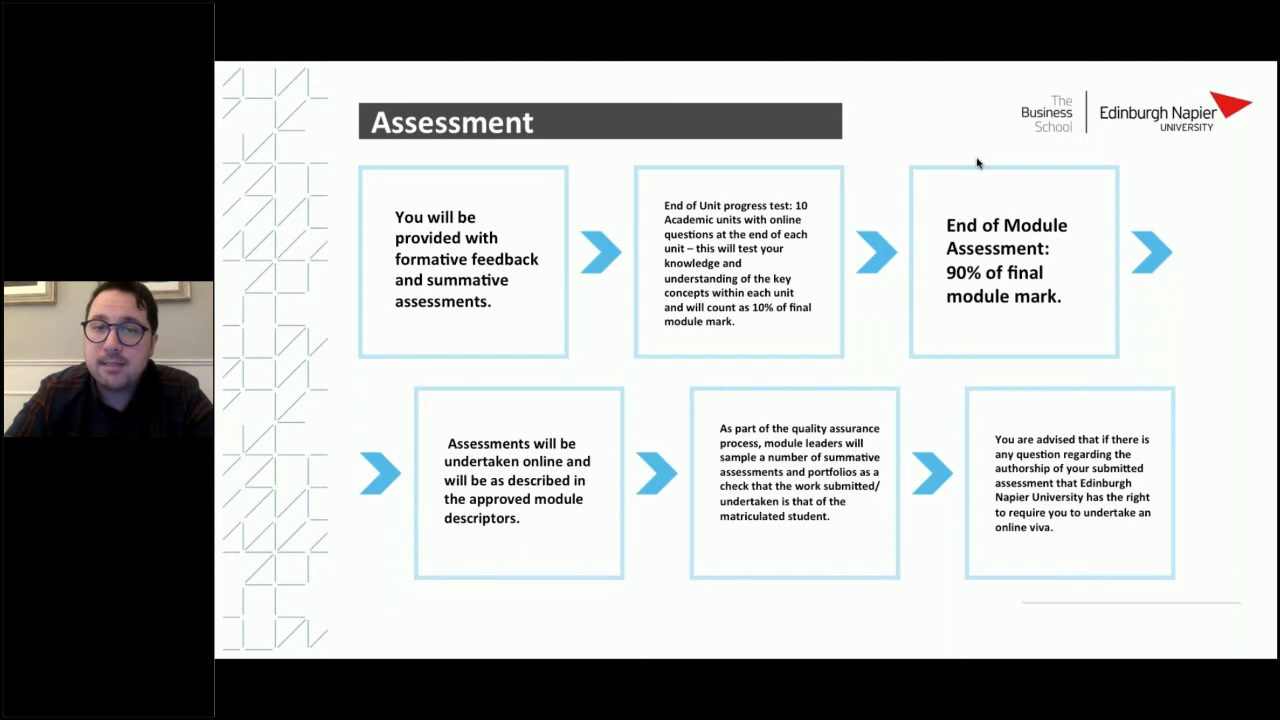 Assessment
The
Business
School
Edinburgh Napier
UNIVERSITY
You will be
provided with
formative feedback
and summative
assessments.
End of Unit progress test: 10
Academic units with online
questions at the end of each
unit – this will test your
knowledge and
understanding of the key
concepts within each unit
and will count as 10% of final
module mark.
End of Module
Assessment:
90% of final
module mark.
Assessments will be
undertaken online and
will be as described in
the approved module
descriptors.
As part of the quality assurance
process, module leaders will
sample a number of summative
assessments and portfolios as a
check that the work submitted/
undertaken is that of the
matriculated student.
You are advised that if there is
any question regarding the
authorship of your submitted
assessment that Edinburgh
Napier University has the right
to require you to undertake an
online viva.